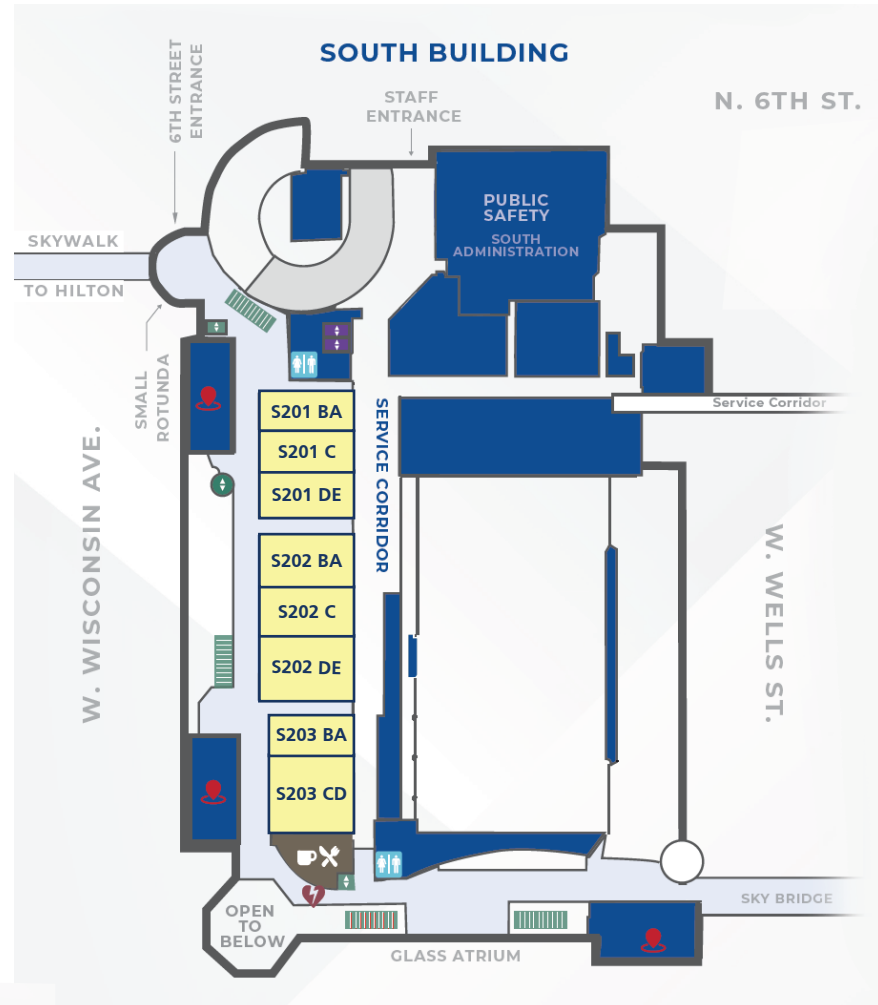 SOUTH BUILDING
N. 6TH ST.
6TH STREET
ENTRANCE
STAFF
ENTRANCE
PUBLIC
SAFETY
SOUTH
ADMINISTRATION
SKYWALK
TO HILTON
SMALL
ROTUNDA
W. WISCONSIN AVE.
S201 BA
S201 C
S201 DE
S202 BA
S202 C
S202 DE
S203 BA
S203 CD
SERVICE CORRIDOR
Service Corridor
W. WELLS ST.
OPEN
TO
BELOW
SKY BRIDGE
GLASS ATRIUM